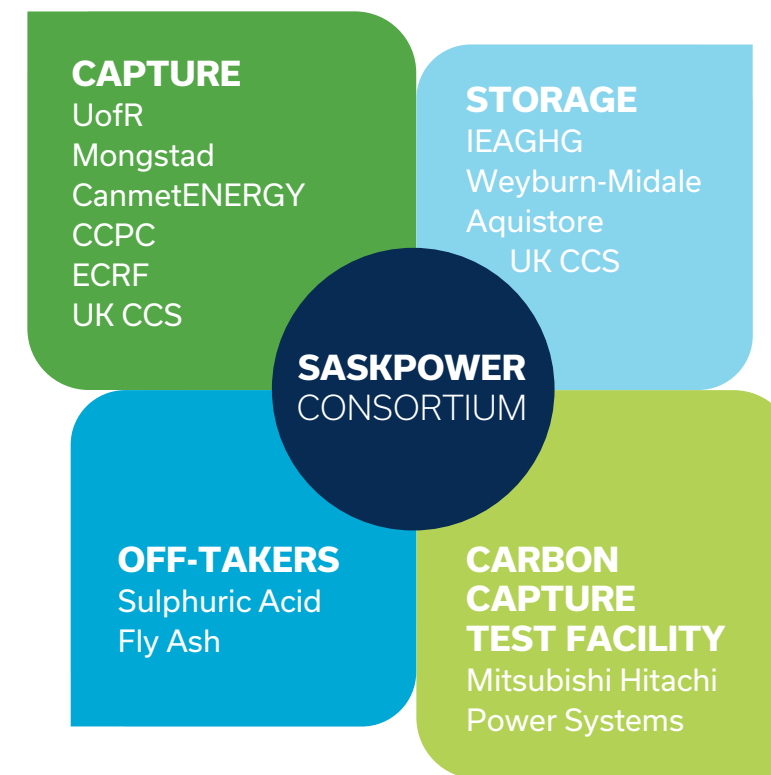 CAPTURE
UofR
Mongstad
CanmetENERGY
CCPC
ECRF
UK CCS
STORAGE
IEAGHG
Weyburn-Midale
Aquistore
UK CCS
SASKPOWER
CONSORTIUM
OFF-TAKERS
Sulphuric Acid
Fly Ash
CARBON
CAPTURE
TEST FACILITY
Mitsubishi Hitachi
Power Systems